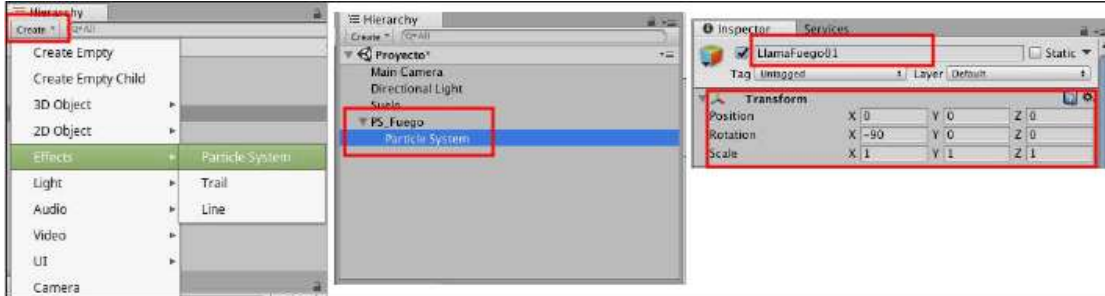 Hierarchy
Create
All
Create Empty
Create Empty Child
3D Object
2D Object
Effects
Particle System
Light
Trail
Audio
Line
Video
UI
Camera
Hierarchy
Create
All
Proyecto*
Main Camera
Directional Light
Suelo
PS_Fuego
Particle System
Inspector Services
LlamaFuego01 Static
Tag Untagged Layer Default
Transform
Position X 0 Y 0 Z 0
Rotation X -90 Y 0 Z 0
Scale X 1 Y 1 Z 1